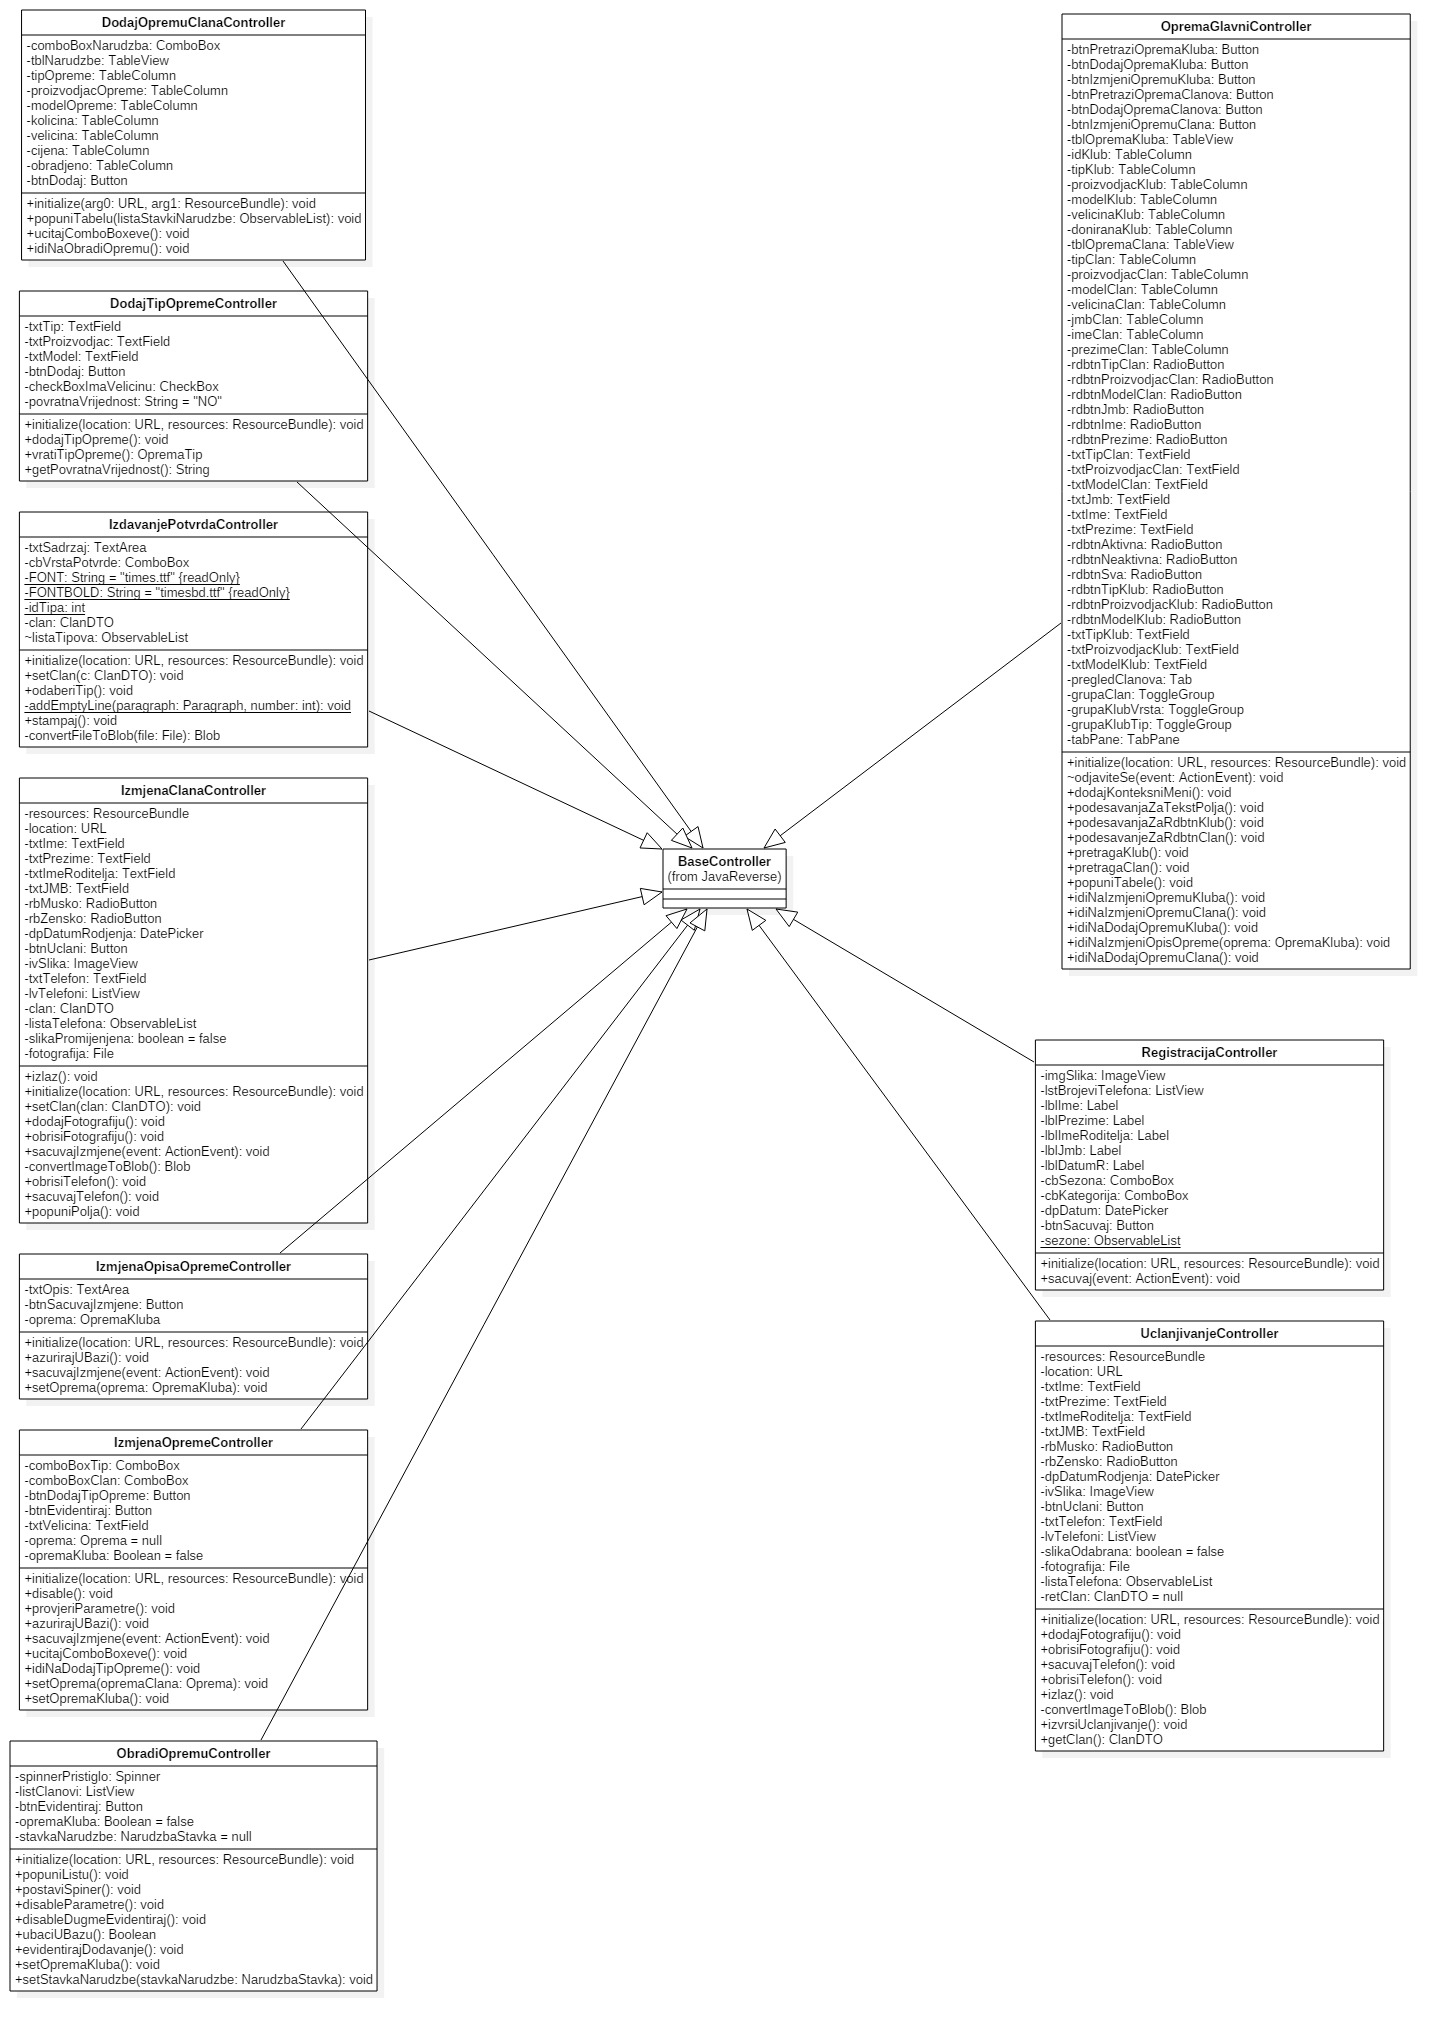 DodajOpremuClanaController
-comboBoxNarudzba: ComboBox
-tblNarudzbe: TableView
-tipOpreme: TableColumn
-proizvodjacOpreme: TableColumn
-modelOpreme: TableColumn
-kolicina: TableColumn
-velicina: TableColumn
-cijena: TableColumn
-obradjeno: TableColumn
-btnDodaj: Button
+initialize(arg0: URL, arg1: ResourceBundle): void
+popuniTabelu(listaStavkiNarudzbe: ObservableList): void
+ucitajComboBoxeve(): void
+idiNaObradiOpremu(): void
DodajTipOpremeController
-txtTip: TextField
-txtProizvodjac: TextField
-txtModel: TextField
-btnDodaj: Button
-checkBoxImaVelicinu: CheckBox
-povratnaVrijednost: String = "NO"
+initialize(location: URL, resources: ResourceBundle): void
+dodajTipOpreme(): void
+vratiTipOpreme(): OpremaTip
+getPovratnaVrijednost(): String
IzdavanjePotvrdaController
-txtSadrzaj: TextArea
-cbVrstaPotvrde: ComboBox
-FONT: String = "times.ttf" {readOnly}
-FONTBOLD: String = "timesbd.ttf" {readOnly}
-idTipa: int
-clan: ClanDTO
~listaTipova: ObservableList
+initialize(location: URL, resources: ResourceBundle): void
+setClan(c: ClanDTO): void
+odaberiTip(): void
-addEmptyLine(paragraph: Paragraph, number: int): void
+stampaj(): void
-convertFileToBlob(file: File): Blob
IzmjenaClanaController
-resources: ResourceBundle
-location: URL
-txtIme: TextField
-txtPrezime: TextField
-txtImeRoditelja: TextField
-txtJMB: TextField
-rbMusko: RadioButton
-rbZensko: RadioButton
-dpDatumRodjenja: DatePicker
-btnUclani: Button
-ivSlika: ImageView
-txtTelefon: TextField
-lvTelefoni: ListView
-clan: ClanDTO
-listaTelefona: ObservableList
-slikaPromijenjena: boolean = false
-fotografija: File
+izlaz(): void
+initialize(location: URL, resources: ResourceBundle): void
+setClan(clan: ClanDTO): void
+dodajFotografiju(): void
+obrisiFotografiju(): void
+sacuvajIzmjene(event: ActionEvent): void
-convertImageToBlob(): Blob
+obrisiTelefon(): void
+sacuvajTelefon(): void
+popuniPolja(): void
IzmjenaOpisaOpremeController
-txtOpis: TextArea
-btnSacuvajIzmjene: Button
-oprema: OpremaKluba
+initialize(location: URL, resources: ResourceBundle): void
+azurirajUBazi(): void
+sacuvajIzmjene(event: ActionEvent): void
+setOprema(oprema: OpremaKluba): void
IzmjenaOpremeController
-comboBoxTip: ComboBox
-comboBoxClan: ComboBox
-btnDodajTipOpreme: Button
-btnEvidentiraj: Button
-txtVelicina: TextField
-oprema: Oprema = null
-opremaKluba: Boolean = false
+initialize(location: URL, resources: ResourceBundle): void
+disable(): void
+provjeriParametre(): void
+azurirajUBazi(): void
+sacuvajIzmjene(event: ActionEvent): void
+ucitajComboBoxeve(): void
+idiNaDodajTipOpreme(): void
+setOprema(opremaClana: Oprema): void
+setOpremaKluba(): void
ObradiOpremuController
-spinnerPristiglo: Spinner
-listClanovi: ListView
-btnEvidentiraj: Button
-opremaKluba: Boolean = false
-stavkaNarudzbe: NarudzbaStavka = null
+initialize(location: URL, resources: ResourceBundle): void
+popuniListu(): void
+postaviSpiner(): void
+disableParametre(): void
+disableDugmeEvidentiraj(): void
+ubaciUBazu(): Boolean
+evidentirajDodavanje(): void
+setOpremaKluba(): void
+setStavkaNarudzbe(stavkaNarudzbe: NarudzbaStavka): void
BaseController
(from JavaReverse)
OpremaGlavniController
-btnPretraziOpremaKluba: Button
-btnDodajOpremaKluba: Button
-btnIzmjeniOpremuKluba: Button
-btnPretraziOpremaClanova: Button
-btnDodajOpremaClanova: Button
-btnIzmjeniOpremuClana: Button
-tblOpremaKluba: TableView
-idKlub: TableColumn
-tipKlub: TableColumn
-proizvodjacKlub: TableColumn
-modelKlub: TableColumn
-velicinaKlub: TableColumn
-doniranaKlub: TableColumn
-tblOpremaClana: TableView
-tipClan: TableColumn
-proizvodjacClan: TableColumn
-modelClan: TableColumn
-velicinaClan: TableColumn
-jmbClan: TableColumn
-imeClan: TableColumn
-prezimeClan: TableColumn
-rdbtnTipClan: RadioButton
-rdbtnProizvodjacClan: RadioButton
-rdbtnModelClan: RadioButton
-rdbtnJmb: RadioButton
-rdbtnIme: RadioButton
-rdbtnPrezime: RadioButton
-txtTipClan: TextField
-txtProizvodjacClan: TextField
-txtModelClan: TextField
-txtJmb: TextField
-txtIme: TextField
-txtPrezime: TextField
-rdbtnAktivna: RadioButton
-rdbtnNeaktivna: RadioButton
-rdbtnSva: RadioButton
-rdbtnTipKlub: RadioButton
-rdbtnProizvodjacKlub: RadioButton
-rdbtnModelKlub: RadioButton
-txtTipKlub: TextField
-txtProizvodjacKlub: TextField
-txtModelKlub: TextField
-pregledClanova: Tab
-grupaClan: ToggleGroup
-grupaKlubVrsta: ToggleGroup
-grupaKlubTip: ToggleGroup
-tabPane: TabPane
+initialize(location: URL, resources: ResourceBundle): void
~odjaviteSe(event: ActionEvent): void
+dodajKonteksniMeni(): void
+podesavanjaZaTekstPolja(): void
+podesavanjaZaRdbtnKlub(): void
+podesavanjeZaRdbtnClan(): void
+pretragaKlub(): void
+pretragaClan(): void
+popuniTabele(): void
+idiNaIzmjeniOpremuKluba(): void
+idiNaIzmjeniOpremuClana(): void
+idiNaDodajOpremuKluba(): void
+idiNaIzmjeniOpisOpreme(oprema: OpremaKluba): void
+idiNaDodajOpremuClana(): void
RegistracijaController
-imgSlika: ImageView
-lstBrojeviTelefona: ListView
-lblIme: Label
-lblPrezime: Label
-lblImeRoditelja: Label
-lblJmb: Label
-lblDatumR: Label
-cbSezona: ComboBox
-cbKategorija: ComboBox
-dpDatum: DatePicker
-btnSacuvaj: Button
-sezone: ObservableList
+initialize(location: URL, resources: ResourceBundle): void
+sacuvaj(event: ActionEvent): void
UclanjivanjeController
-resources: ResourceBundle
-location: URL
-txtIme: TextField
-txtPrezime: TextField
-txtImeRoditelja: TextField
-txtJMB: TextField
-rbMusko: RadioButton
-rbZensko: RadioButton
-dpDatumRodjenja: DatePicker
-ivSlika: ImageView
-btnUclani: Button
-txtTelefon: TextField
-lvTelefoni: ListView
-slikaOdabrana: boolean = false
-fotografija: File
-listaTelefona: ObservableList
-retClan: ClanDTO = null
+initialize(location: URL, resources: ResourceBundle): void
+dodajFotografiju(): void
+obrisiFotografiju(): void
+sacuvajTelefon(): void
+obrisiTelefon(): void
+izlaz(): void
-convertImageToBlob(): Blob
+izvrsiUclanjivanje(): void
+getClan(): ClanDTO